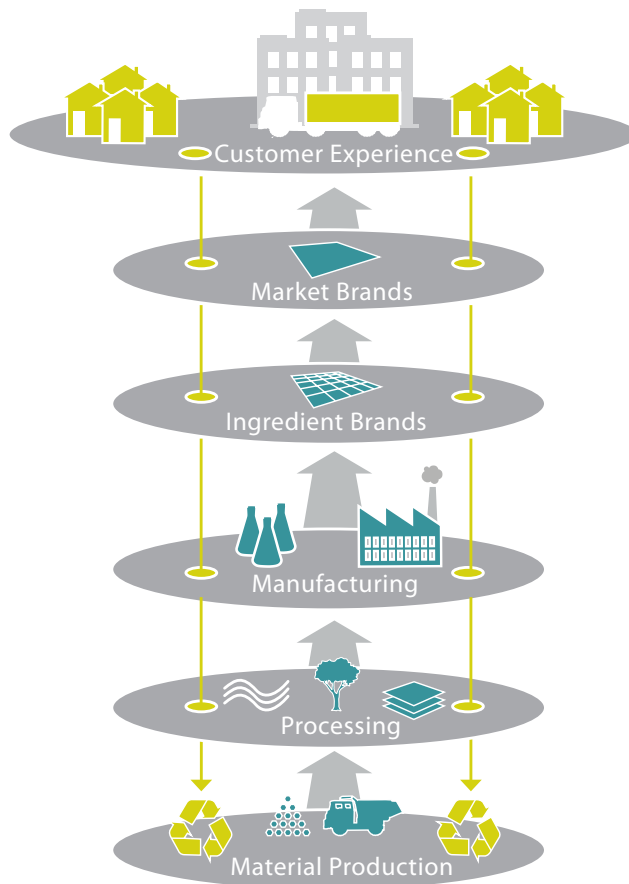 Customer Experience
Market Brands
Ingredient Brands
Manufacturing
Processing
Material Production